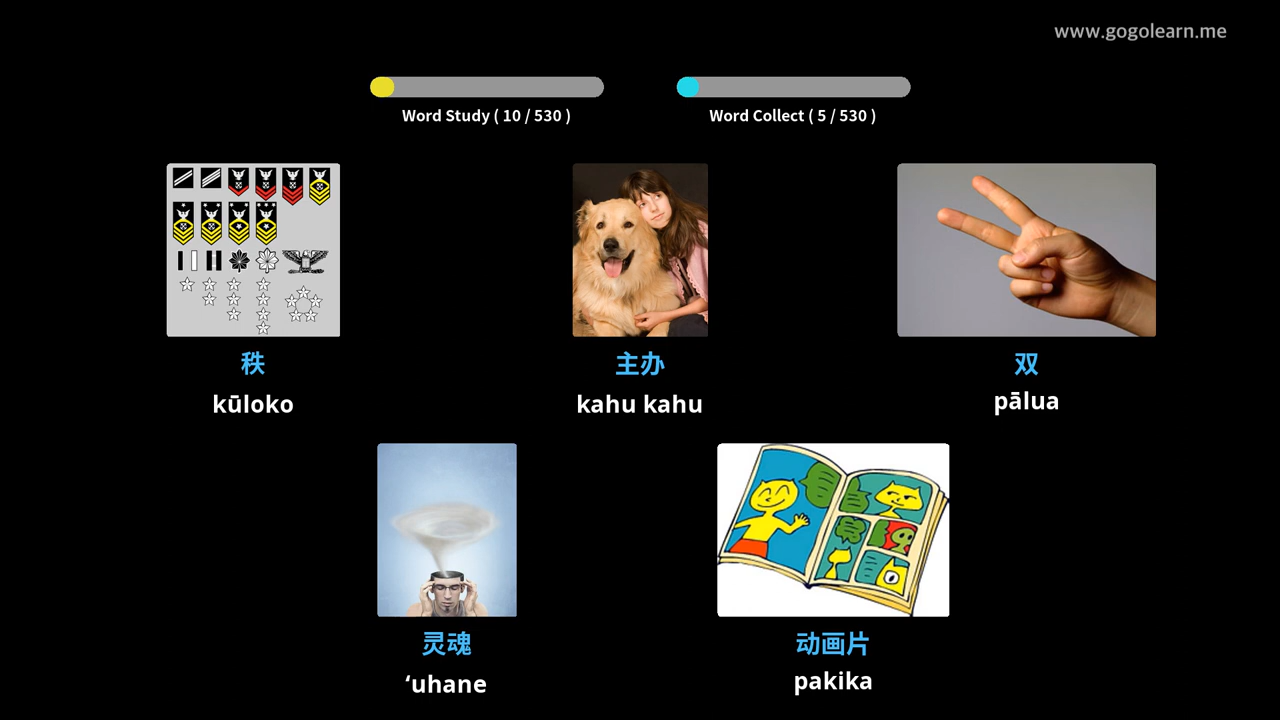 www.gogolearn.me
Word Study ( 10 / 530 )
Word Collect ( 5 / 530 )
秩
kūloko
主办
kahu kahu
双
pālua
灵魂
ʻuhane
动画片
pakika